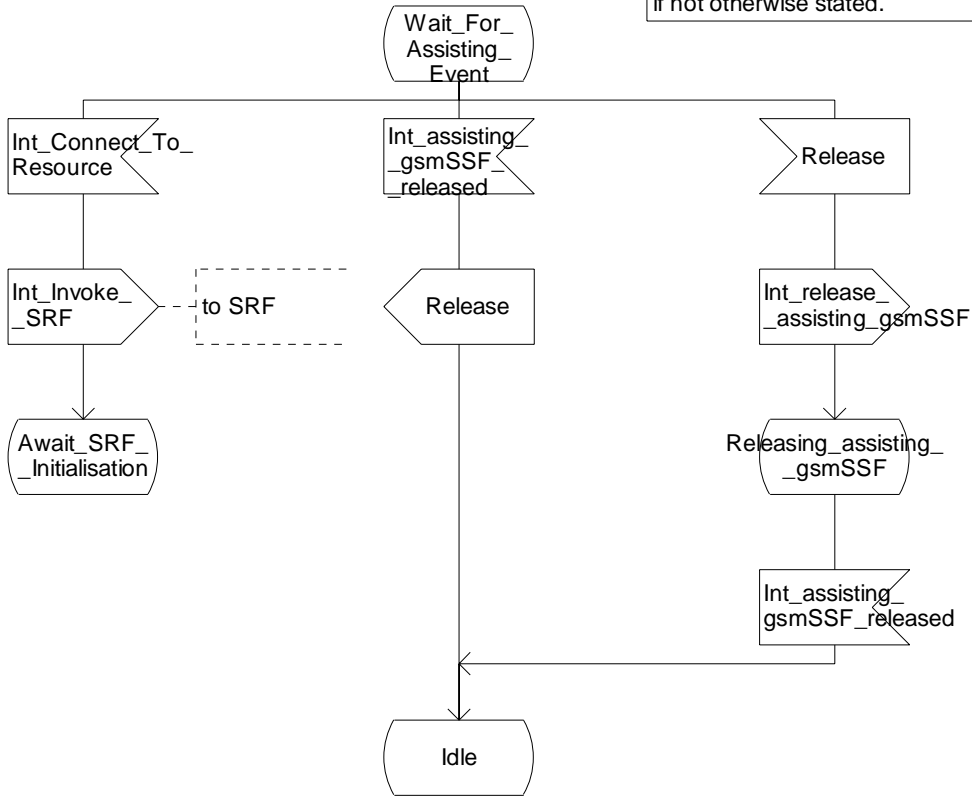 if not otherwise stated.
Wait_For_
Assisting_
Event
Int_Connect_To_
Resource
Int_assisting_
_gsmSSF_
_released
Release
Int_Invoke_
_SRF
to SRF
Release
Int_release_
_assisting_gsmSSF
Await_SRF_
_Initialisation
Releasing_assisting_
_gsmSSF
Int_assisting_
gsmSSF_released
Idle